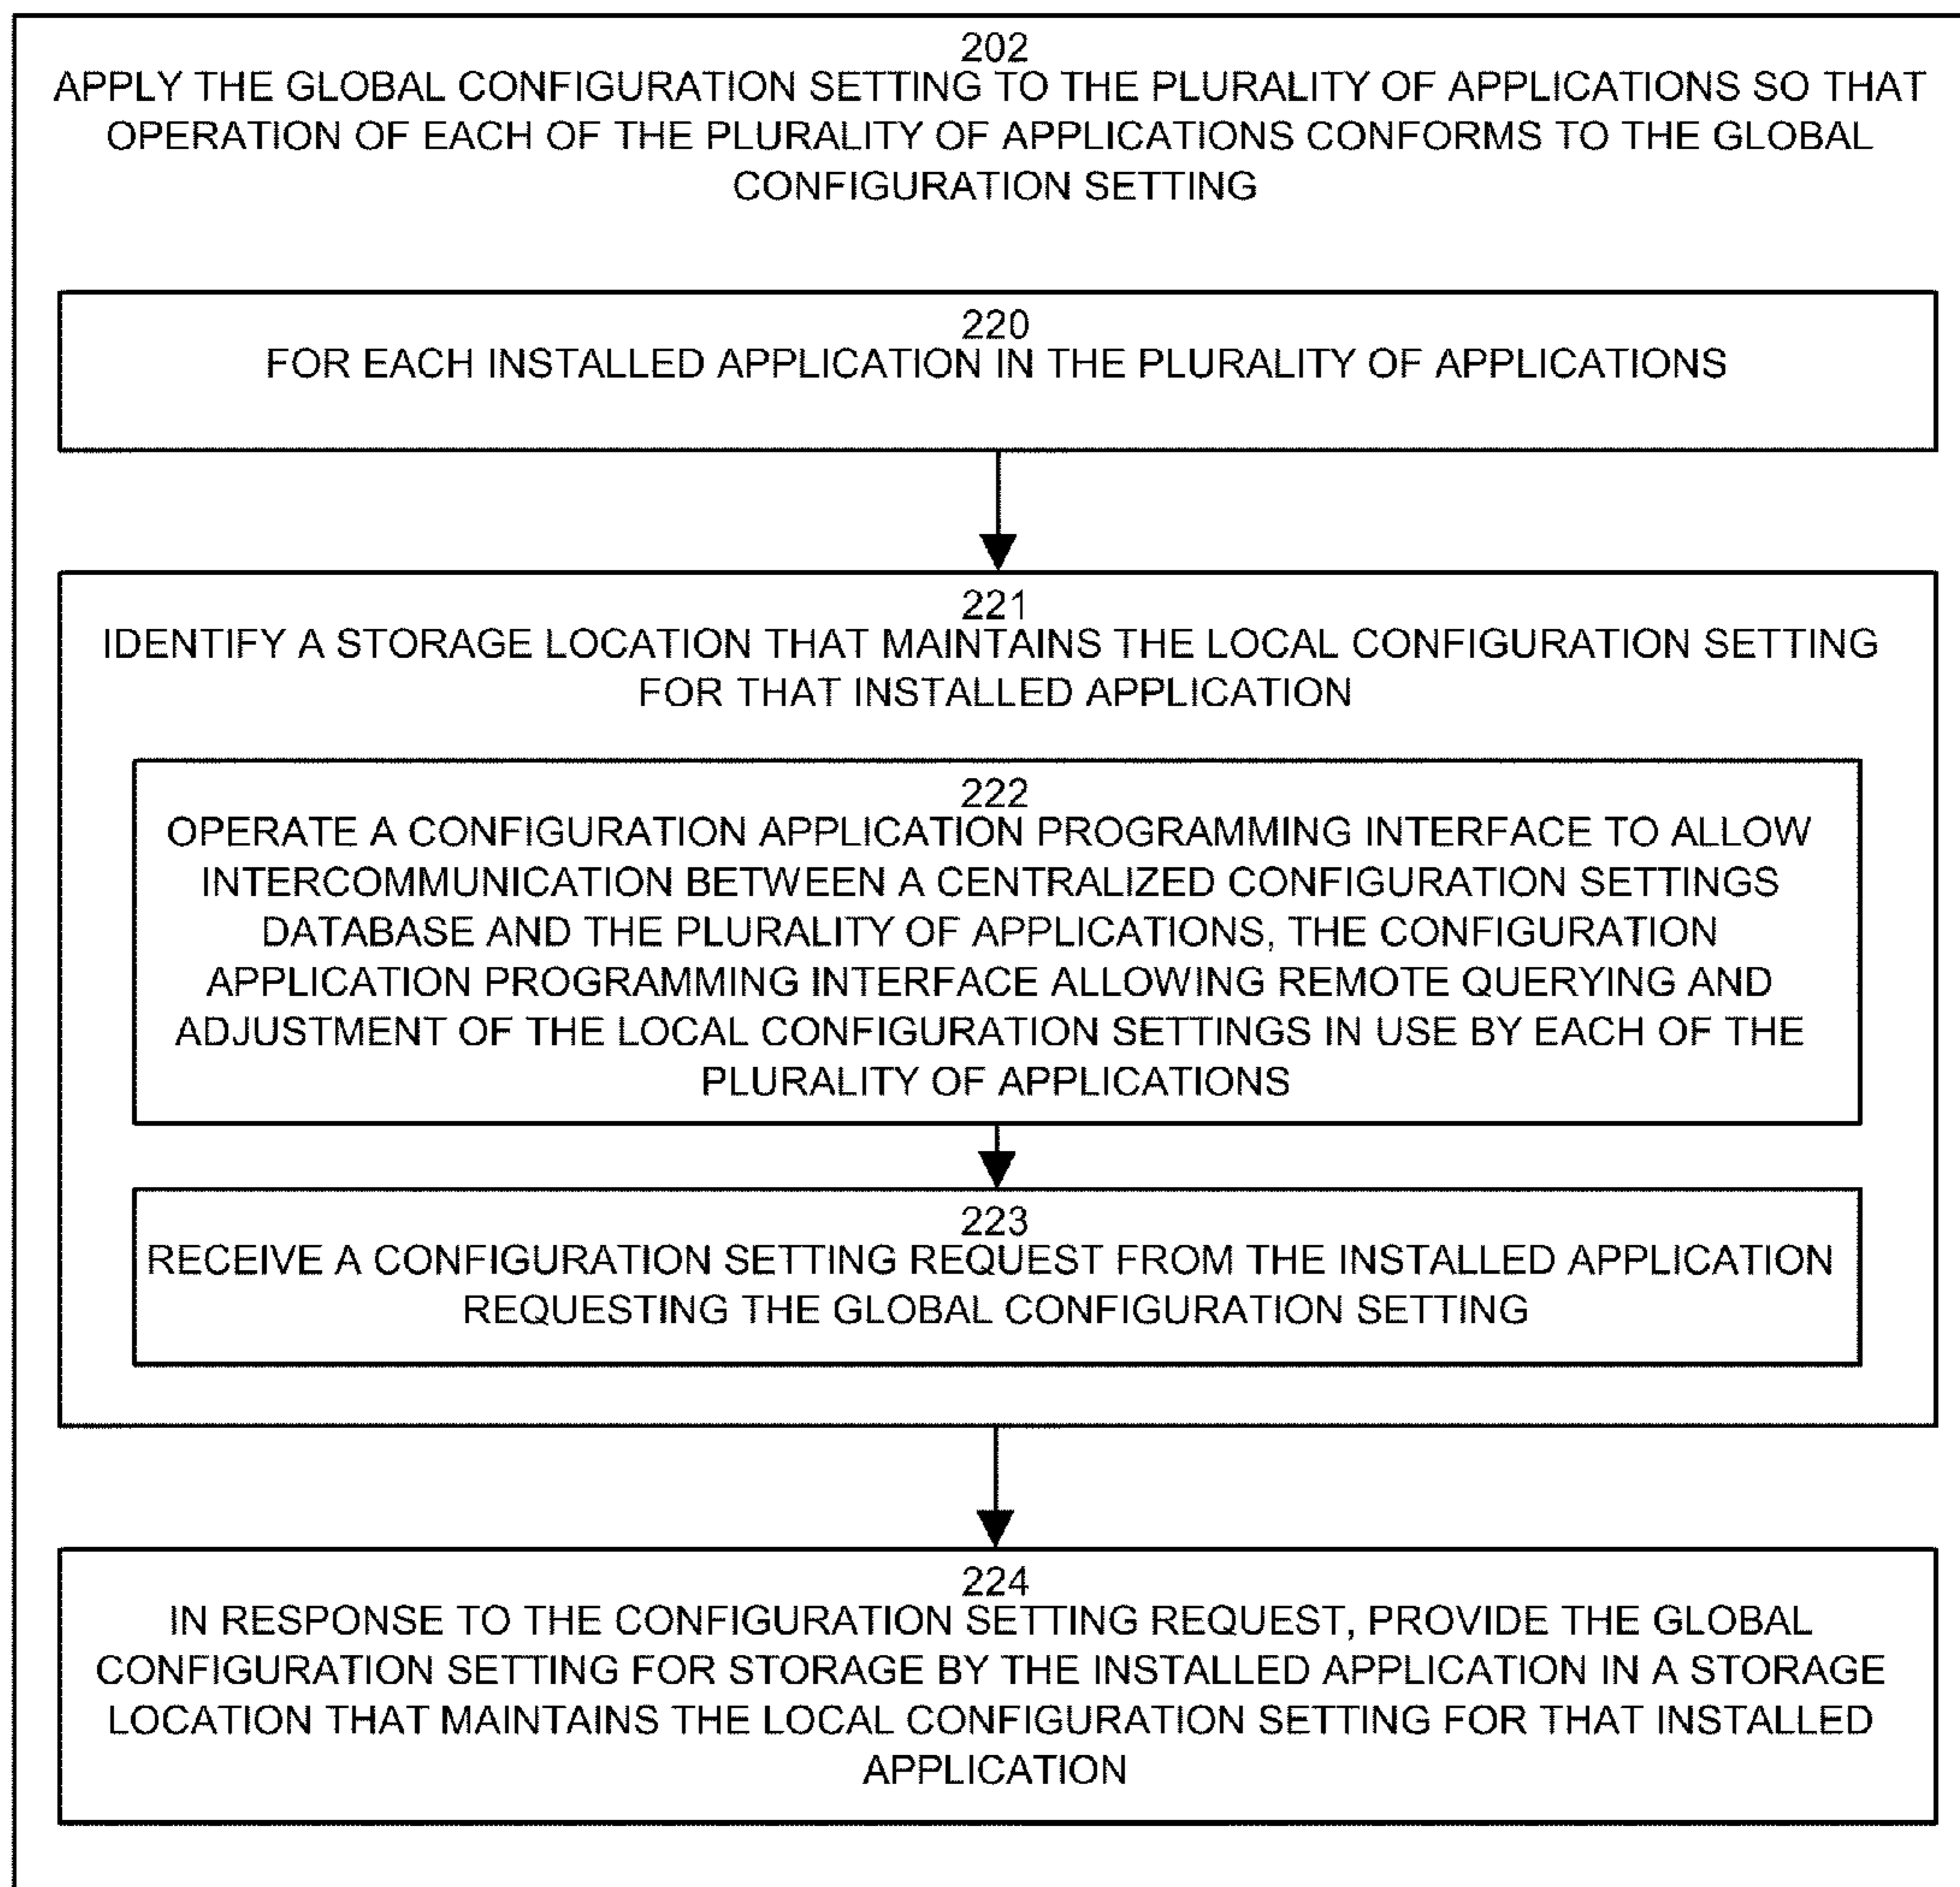 202
APPLY THE GLOBAL CONFIGURATION SETTING TO THE PLURALITY OF APPLICATIONS SO THAT
OPERATION OF EACH OF THE PLURALITY OF APPLICATIONS CONFORMS TO THE GLOBAL
CONFIGURATION SETTING
220
FOR EACH INSTALLED APPLICATION IN THE PLURALITY OF APPLICATIONS
221
IDENTIFY A STORAGE LOCATION THAT MAINTAINS THE LOCAL CONFIGURATION SETTING
FOR THAT INSTALLED APPLICATION
222
OPERATE A CONFIGURATION APPLICATION PROGRAMMING INTERFACE TO ALLOW
INTERCOMMUNICATION BETWEEN A CENTRALIZED CONFIGURATION SETTINGS
DATABASE AND THE PLURALITY OF APPLICATIONS, THE CONFIGURATION
APPLICATION PROGRAMMING INTERFACE ALLOWING REMOTE QUERYING AND
ADJUSTMENT OF THE LOCAL CONFIGURATION SETTINGS IN USE BY EACH OF THE
PLURALITY OF APPLICATIONS
223
RECEIVE A CONFIGURATION SETTING REQUEST FROM THE INSTALLED APPLICATION
REQUESTING THE GLOBAL CONFIGURATION SETTING
224
IN RESPONSE TO THE CONFIGURATION SETTING REQUEST, PROVIDE THE GLOBAL
CONFIGURATION SETTING FOR STORAGE BY THE INSTALLED APPLICATION IN A STORAGE
LOCATION THAT MAINTAINS THE LOCAL CONFIGURATION SETTING FOR THAT INSTALLED
APPLICATION